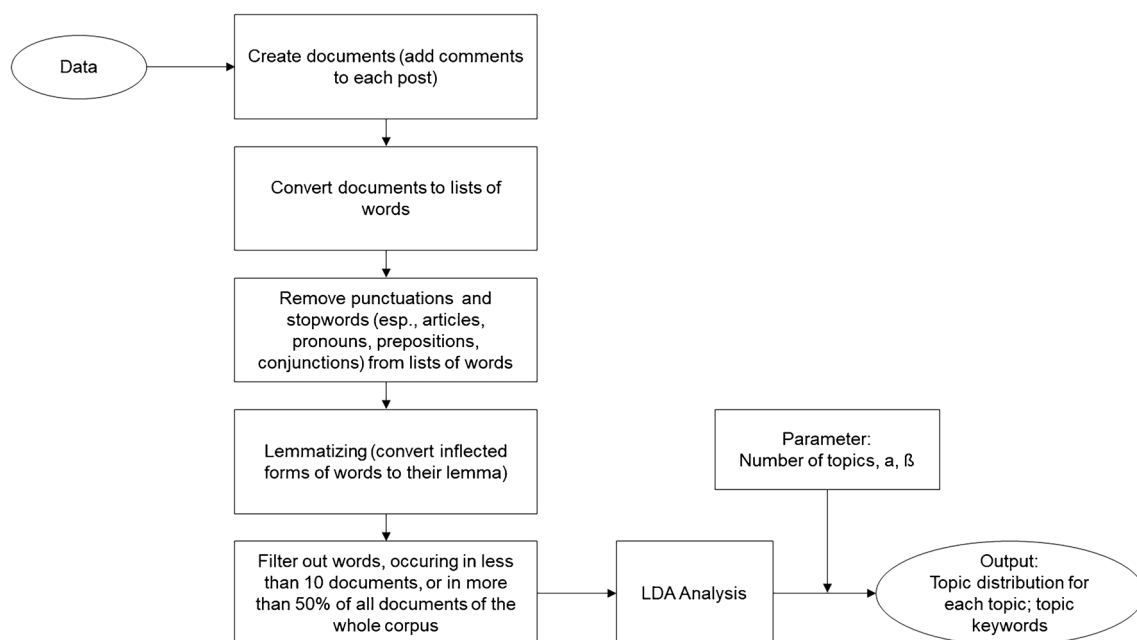 Data
Create documents (add comments
to each post)
Convert documents to lists of
words
Remove punctuations and
stopwords (esp., articles,
pronouns, prepositions,
conjunctions) from lists of words
Lemmatizing (convert inflected
forms of words to their lemma)
Filter out words, occuring in less
than 10 documents, or in more
than 50% of all documents of the
whole corpus
LDA Analysis
Parameter:
Number of topics, a, ß
Output:
Topic distribution for
each topic; topic
keywords